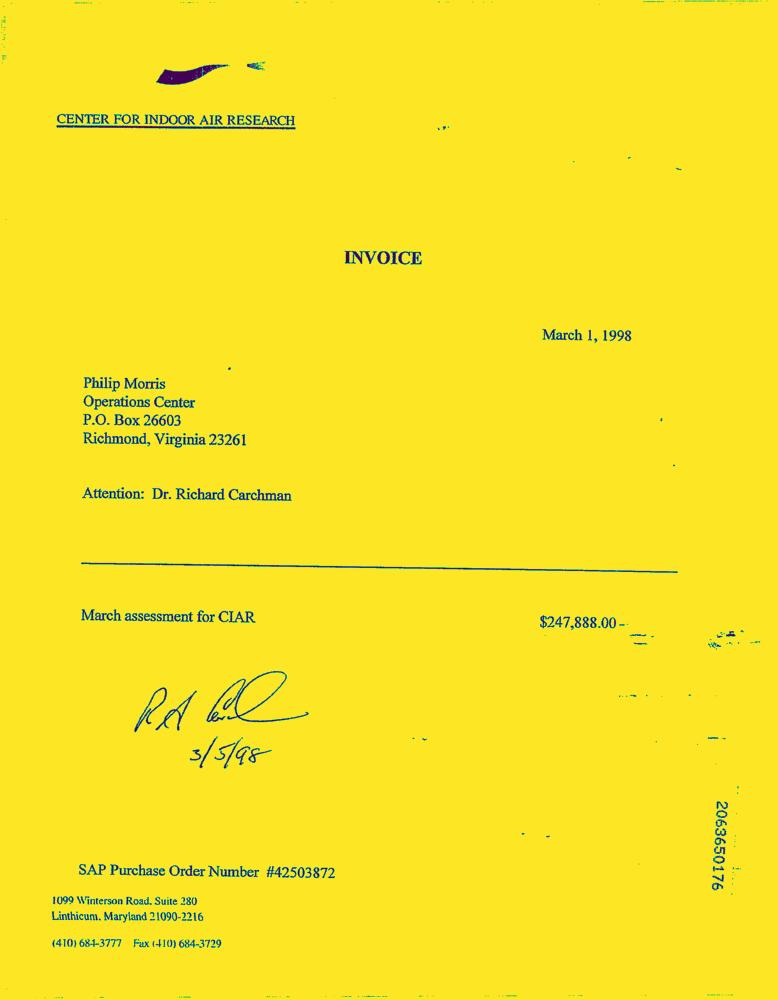 CENTER FOR INDOOR AIR RESEARCH
INVOICE
March 1, 1998
Philip Morris
Operations Center
P.O. Box 26603
Richmond, Virginia 23261
Attention: Dr. Richard Carchman
March assessment for CIAR
$247,888.00
3/5/98
2063650176
SAP Purchase Order Number #42503872
1099 Winterson Road, Suite 280
Linthicum, Maryland 21090-2216
(410) 684-3777 Fax (410) 684-3729